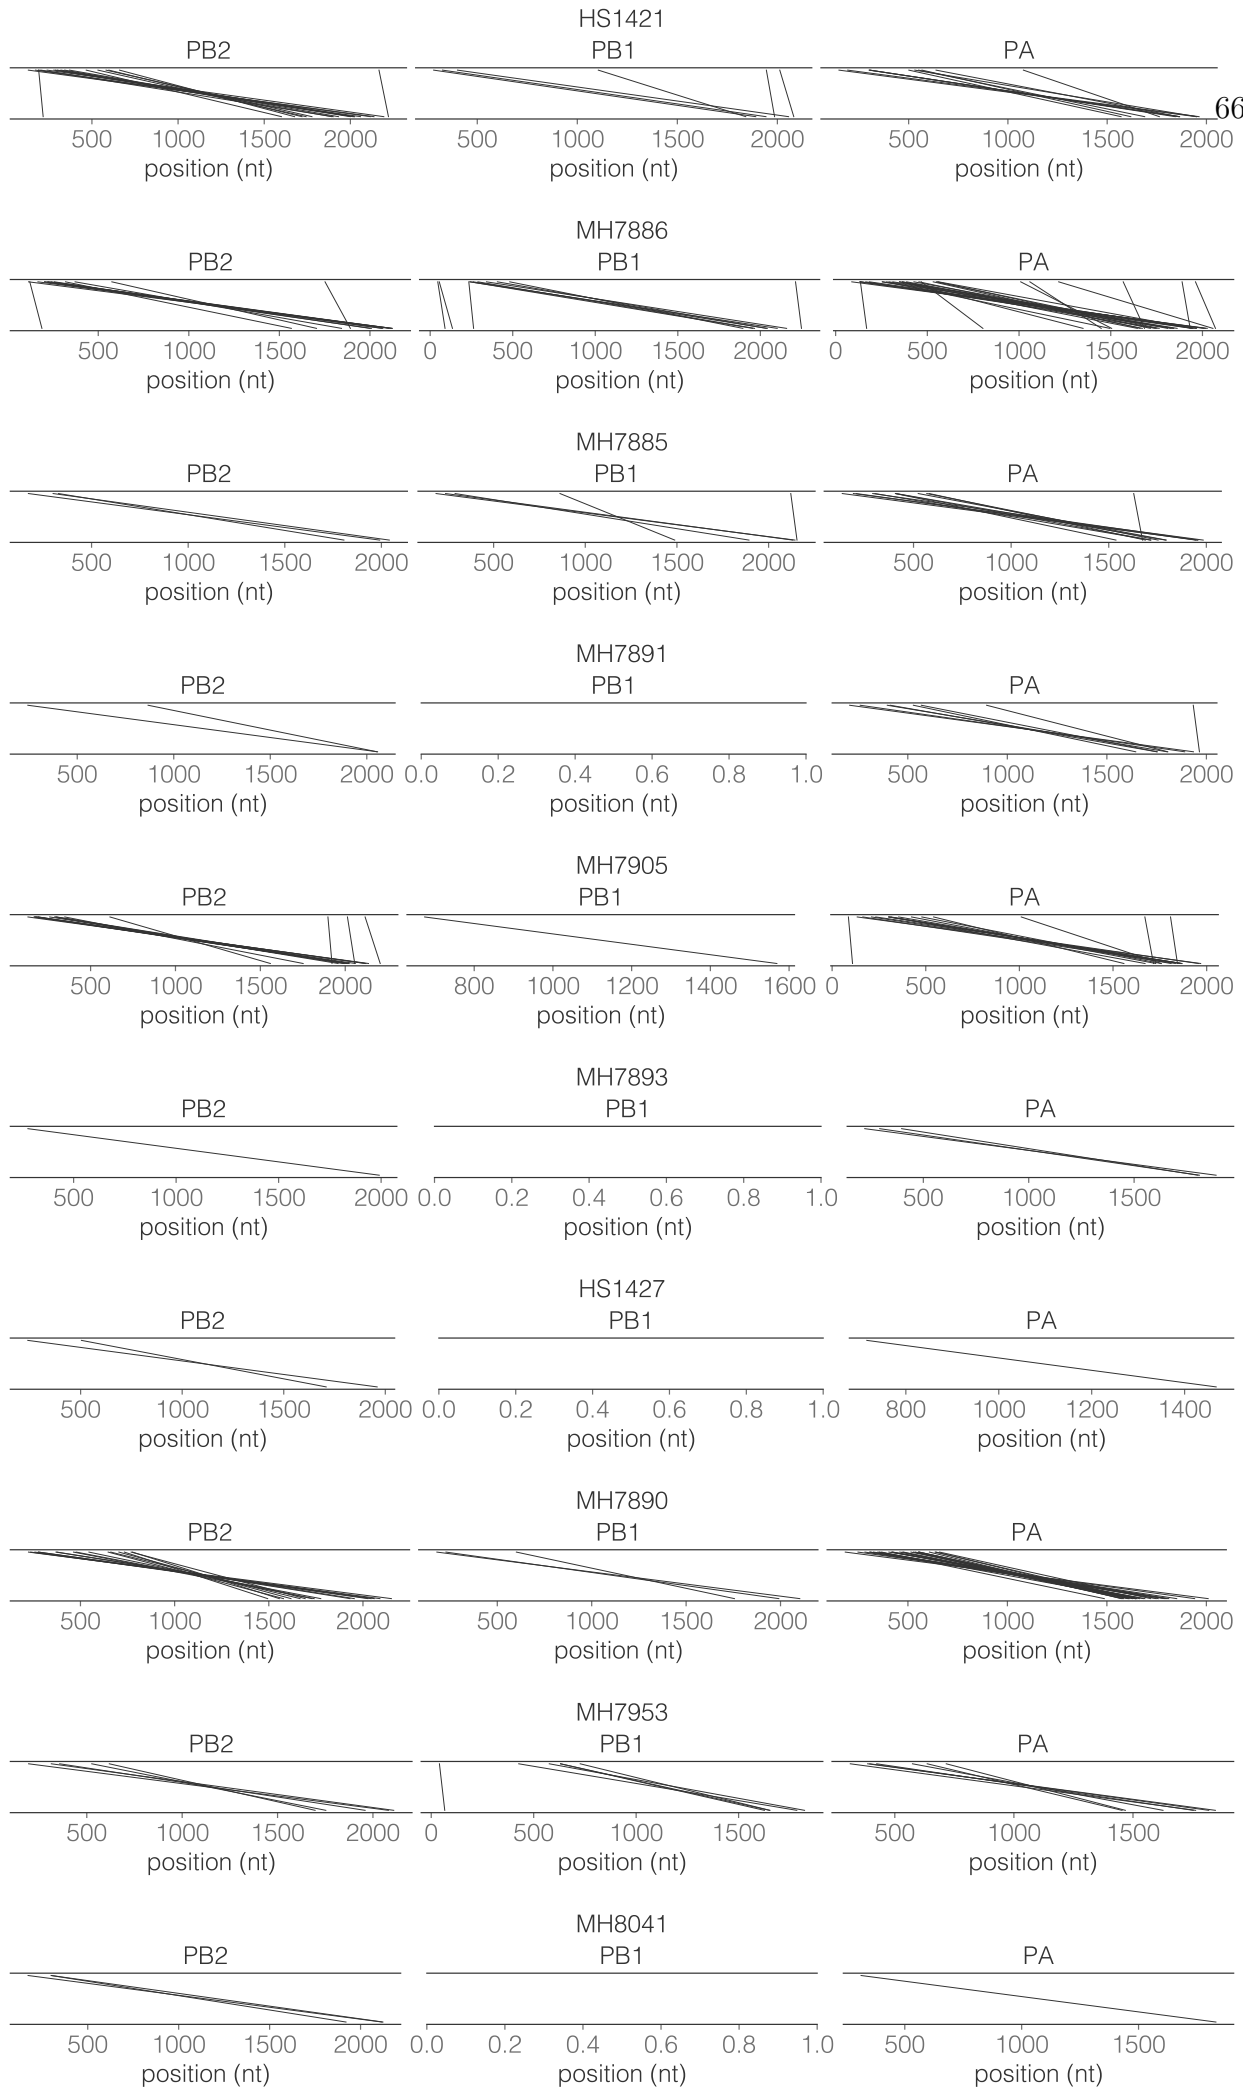 HS1421
PB2 PB1 PA
66
500 1000 1500 2000 500 1000 1500 2000 500 1000 1500 2000
position (nt) position (nt) position (nt)
MH7886
PB2 PB1 PA
500 1000 1500 2000 0 500 1000 1500 2000 0 500 1000 1500 2000
position (nt) position (nt) position (nt)
MH7885
PB2 PB1 PA
500 1000 1500 2000 500 1000 1500 2000 500 1000 1500 2000
position (nt) position (nt) position (nt)
MH7891
PB2 PB1 PA
500 1000 1500 2000 0.0 0.2 0.4 0.6 0.8 1.0 500 1000 1500 2000
position (nt) position (nt) position (nt)
MH7905
PB2 PB1 PA
500 1000 1500 2000 800 1000 1200 1400 1600 0 500 1000 1500 2000
position (nt) position (nt) position (nt)
MH7893
PB2 PB1 PA
500 1000 1500 2000 0.0 0.2 0.4 0.6 0.8 1.0 500 1000 1500
position (nt) position (nt) position (nt)
HS1427
PB2 PB1 PA
500 1000 1500 2000 0.0 0.2 0.4 0.6 0.8 1.0 800 1000 1200 1400
position (nt) position (nt) position (nt)
MH7890
PB2 PB1 PA
500 1000 1500 2000 500 1000 1500 2000 500 1000 1500 2000
position (nt) position (nt) position (nt)
MH7953
PB2 PB1 PA
500 1000 1500 2000 0 500 1000 1500 500 1000 1500
position (nt) position (nt) position (nt)
MH8041
PB2 PB1 PA
500 1000 1500 2000 0.0 0.2 0.4 0.6 0.8 1.0 500 1000 1500
position (nt) position (nt) position (nt)